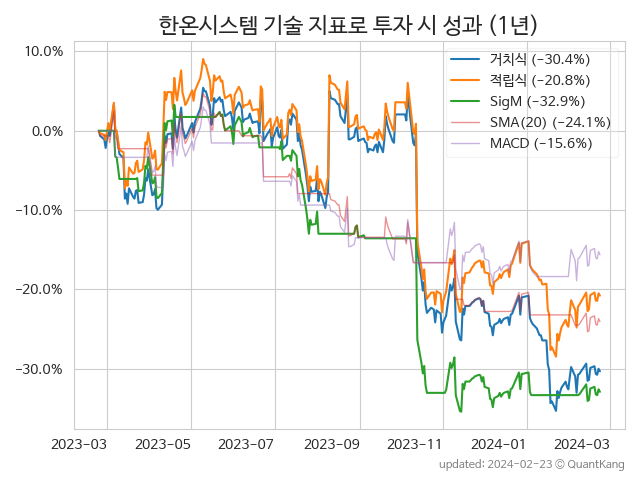 한온시스템 기술 지표로 투자 시 성과 (1년)
10.0%
0.0%
−10.0%
−20.0%
−30.0%
거치식 (−30.4%)
적립식 (−20.8%)
SigM (−32.9%)
SMA(20) (−24.1%)
MACD (−15.6%)
2023-03 2023-05 2023-07 2023-09 2023-11 2024-01 2024-03
updated: 2024-02-23 ⓒ QuantKang